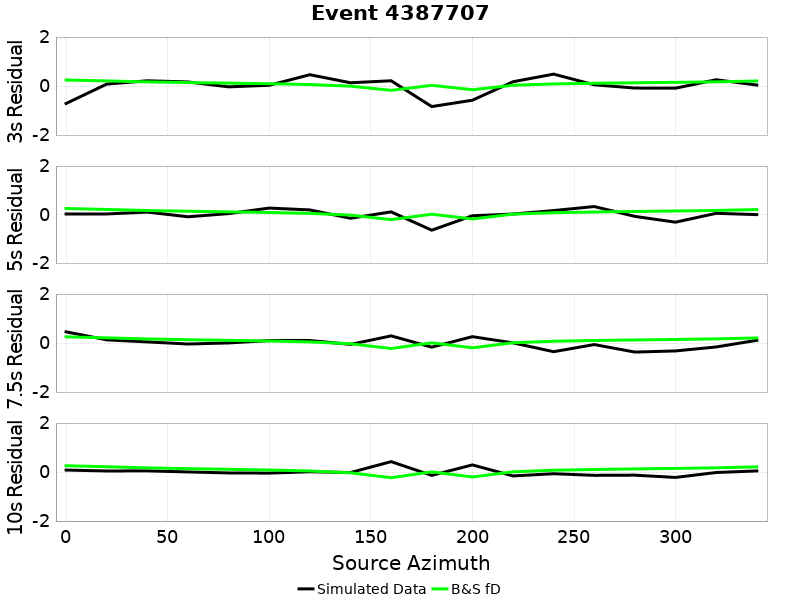 Event 4387707
3s Residual
2
0
-2
5s Residual
2
0
-2
7.5s Residual
2
0
-2
10s Residual
2
0
-2
0 50 100 150 200 250 300
Source Azimuth
Simulated Data B&S fD